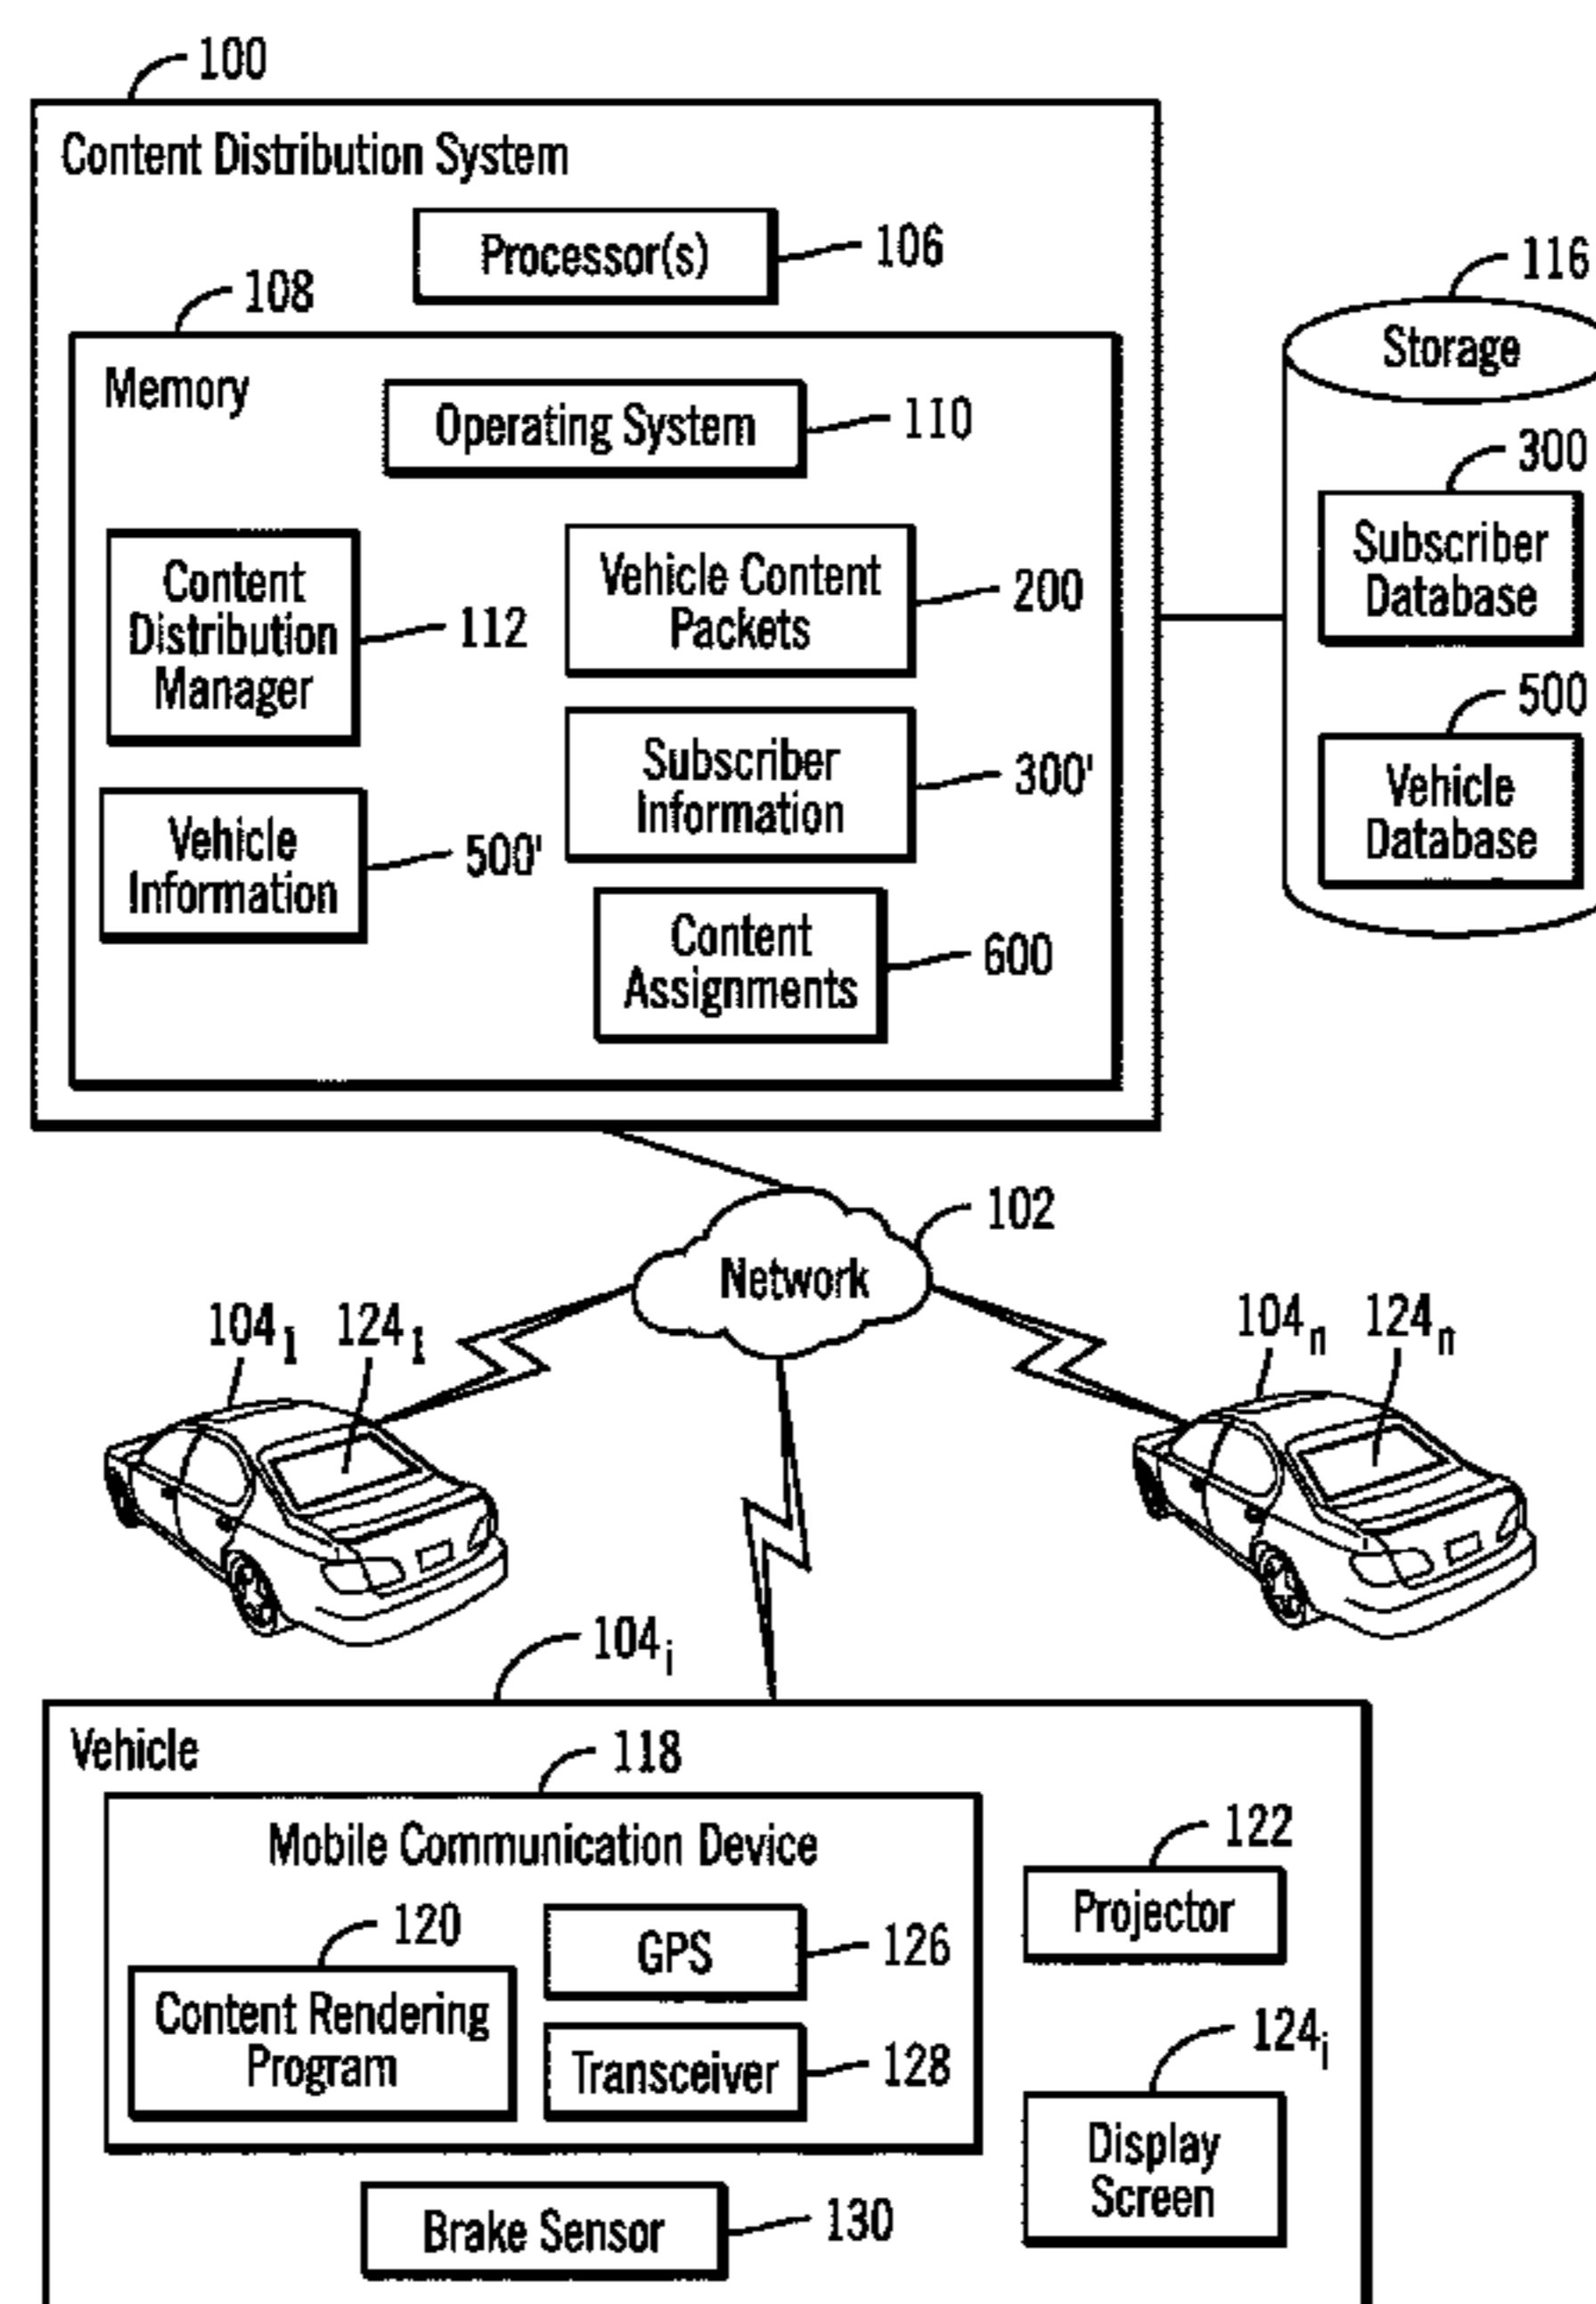 100
Content Distribution System
Processor(s)
106
108
116
Storage
Memory
Operating System
110
300
Subscriber
Database
Content
Distribution
Manager
112
Vehicle Content
Packets
200
500
Vehicle
Database
Subscriber
Information
300'
Vehicle
Information
500'
Content
Assignments
600
102
Network
104₁
124₁
104ₙ
124ₙ
104ᵢ
Vehicle
118
Mobile Communication Device
122
Projector
120
Content Rendering
Program
GPS
126
Transceiver
128
124ᵢ
Display
Screen
Brake Sensor
130